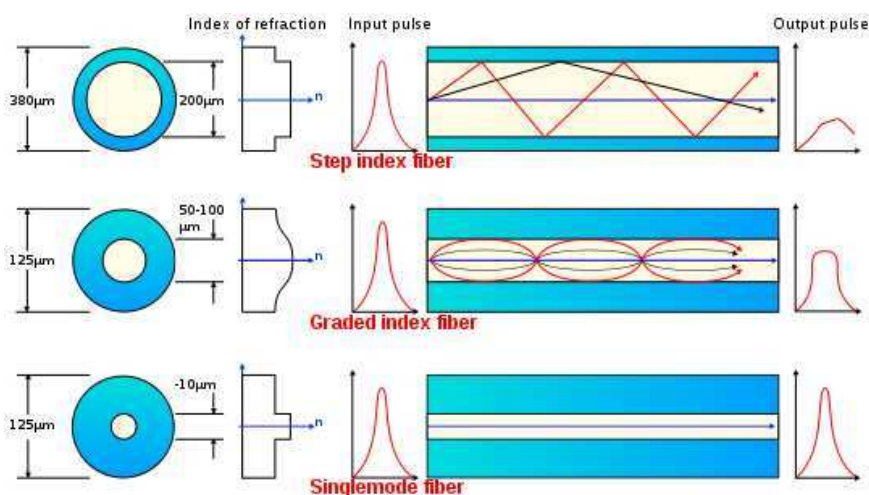 Index of refraction Input pulse Output pulse
380µm 200µm n
Step index fiber
50-100
µm
125µm n
Graded index fiber
-10µm
125µm n
Singlemode fiber